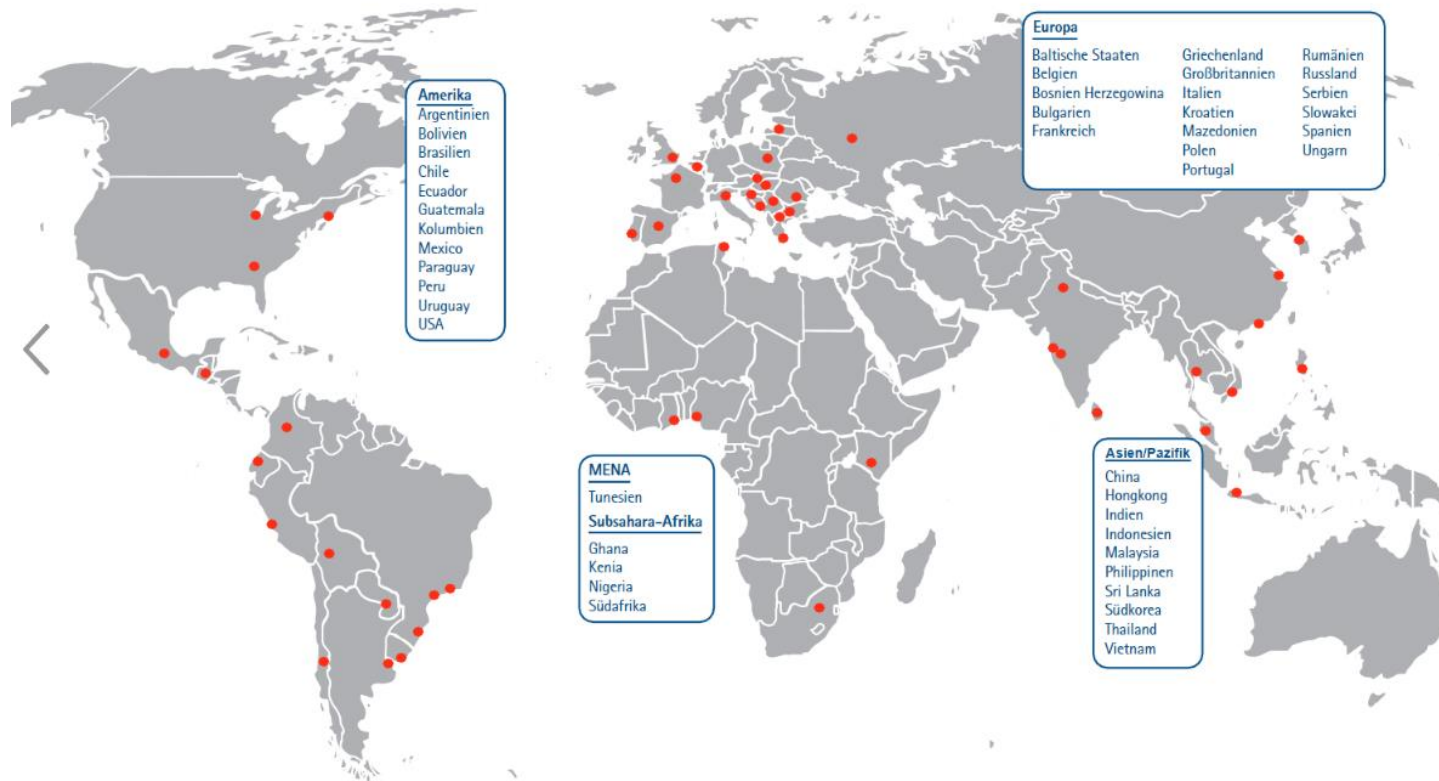 Amerika
Argentinien
Bolivien
Brasilien
Chile
Ecuador
Guatemala
Kolumbien
Mexico
Paraguay
Peru
Uruguay
USA
MENA
Tunesien
Subsahara-Afrika
Ghana
Kenia
Nigeria
Südafrika
Europa
Baltische Staaten
Belgien
Bosnien Herzegowina
Bulgarien
Frankreich
Griechenland
Großbritannien
Italien
Kroatien
Mazedonien
Polen
Portugal
Rumänien
Russland
Serbien
Slowakei
Spanien
Ungarn
Asien/Pazifik
China
Hongkong
Indien
Indonesien
Malaysia
Philippinen
Sri Lanka
Südkorea
Thailand
Vietnam